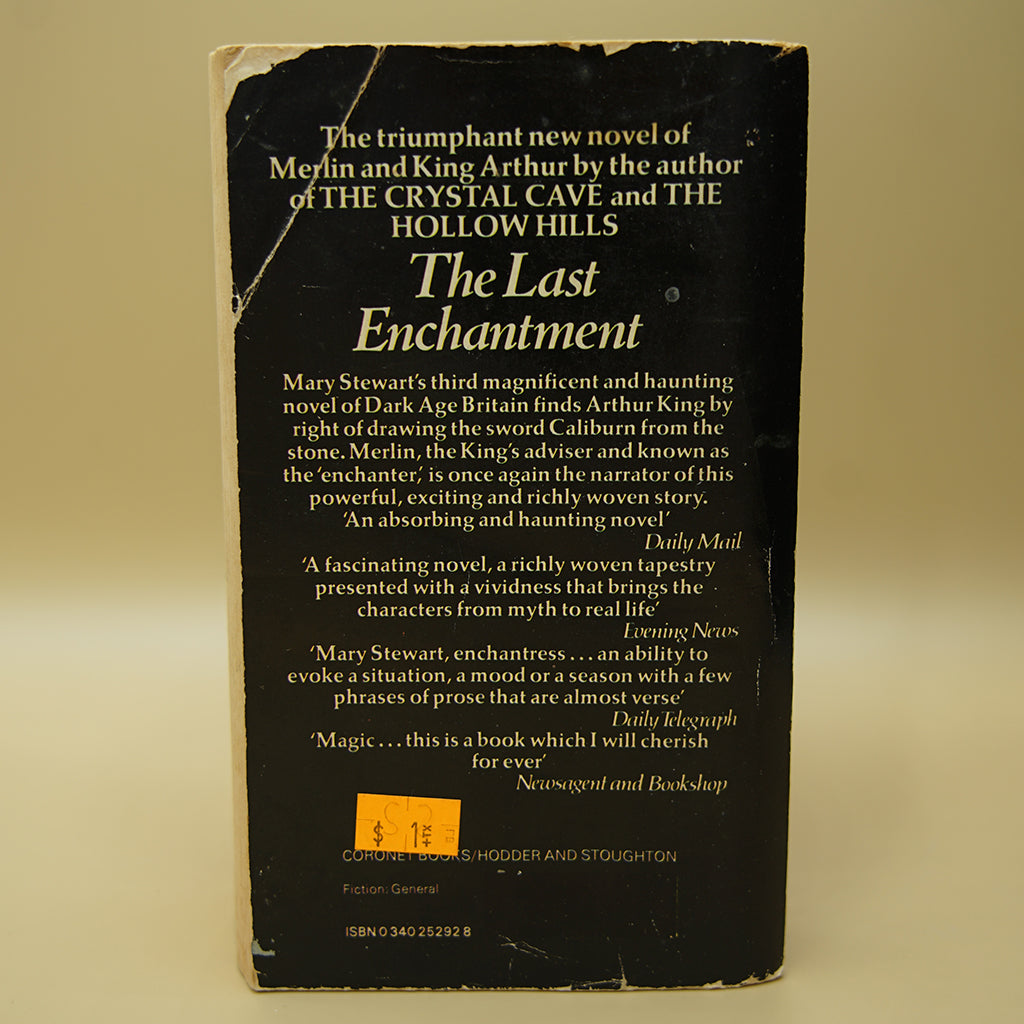 The triumphant new novel of
Merlin and King Arthur by the author
of THE CRYSTAL CAVE and THE
HOLLOW HILLS
The Last
Enchantment
Mary Stewart's third magnificent and haunting
novel of Dark Age Britain finds Arthur King by
right of drawing the sword Caliburn from the
stone. Merlin, the King's adviser and known as
the 'enchanter,' is once again the narrator of this
powerful, exciting and richly woven story.
'An absorbing and haunting novel'
Daily Mail
'A fascinating novel, a richly woven tapestry
presented with a vividness that brings the
characters from myth to real life'
Evening News
'Mary Stewart, enchantress... an ability to
evoke a situation, a mood or a season with a few
phrases of prose that are almost verse'
Daily Telegraph
'Magic... this is a book which I will cherish
for ever'
Newsagent and Bookshop
$ 1 +TX
CORONET BOOKS/HODDER AND STOUGHTON
Fiction: General
ISBN 0 340 25292 8